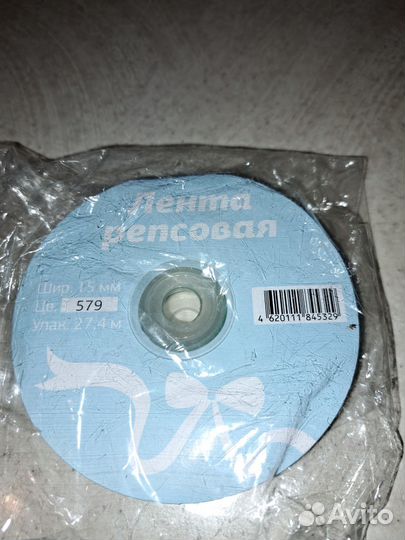 Лента
репсовая
Шир. 15 мм
Цв. 579
Упак. 27,4 м
4 620111 845329
Avito